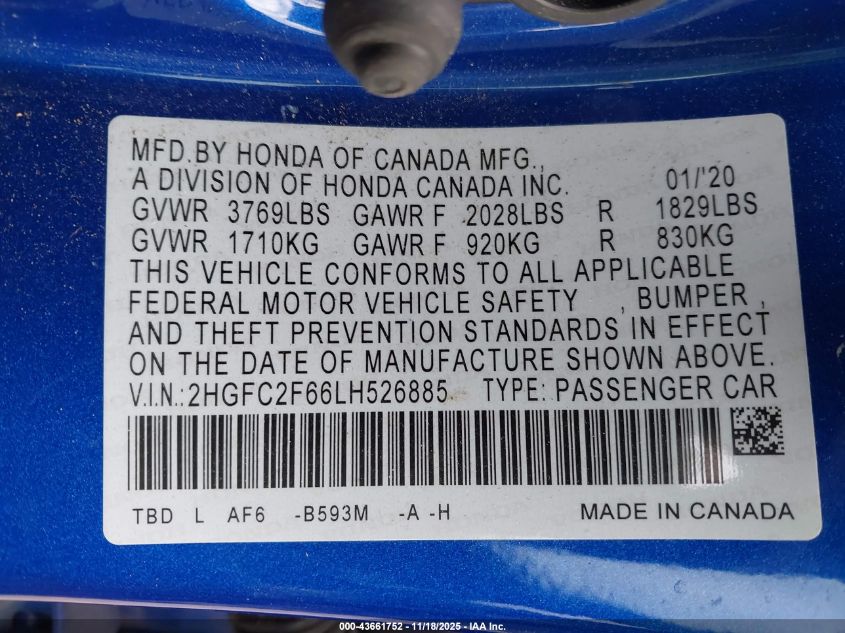 MFD.BY HONDA OF CANADA MFG.,
A DIVISION OF HONDA CANADA INC. 01/'20
GVWR 3769LBS GAWR F 2028LBS R 1829LBS
GVWR 1710KG GAWR F 920KG R 830KG
THIS VEHICLE CONFORMS TO ALL APPLICABLE
FEDERAL MOTOR VEHICLE SAFETY , BUMPER ,
AND THEFT PREVENTION STANDARDS IN EFFECT
ON THE DATE OF MANUFACTURE SHOWN ABOVE.
V.I.N.:2HGFC2F66LH526885 TYPE: PASSENGER CAR
TBD L AF6 -B593M -A -H MADE IN CANADA
000-43661752 - 11/18/2025 - IAA Inc.